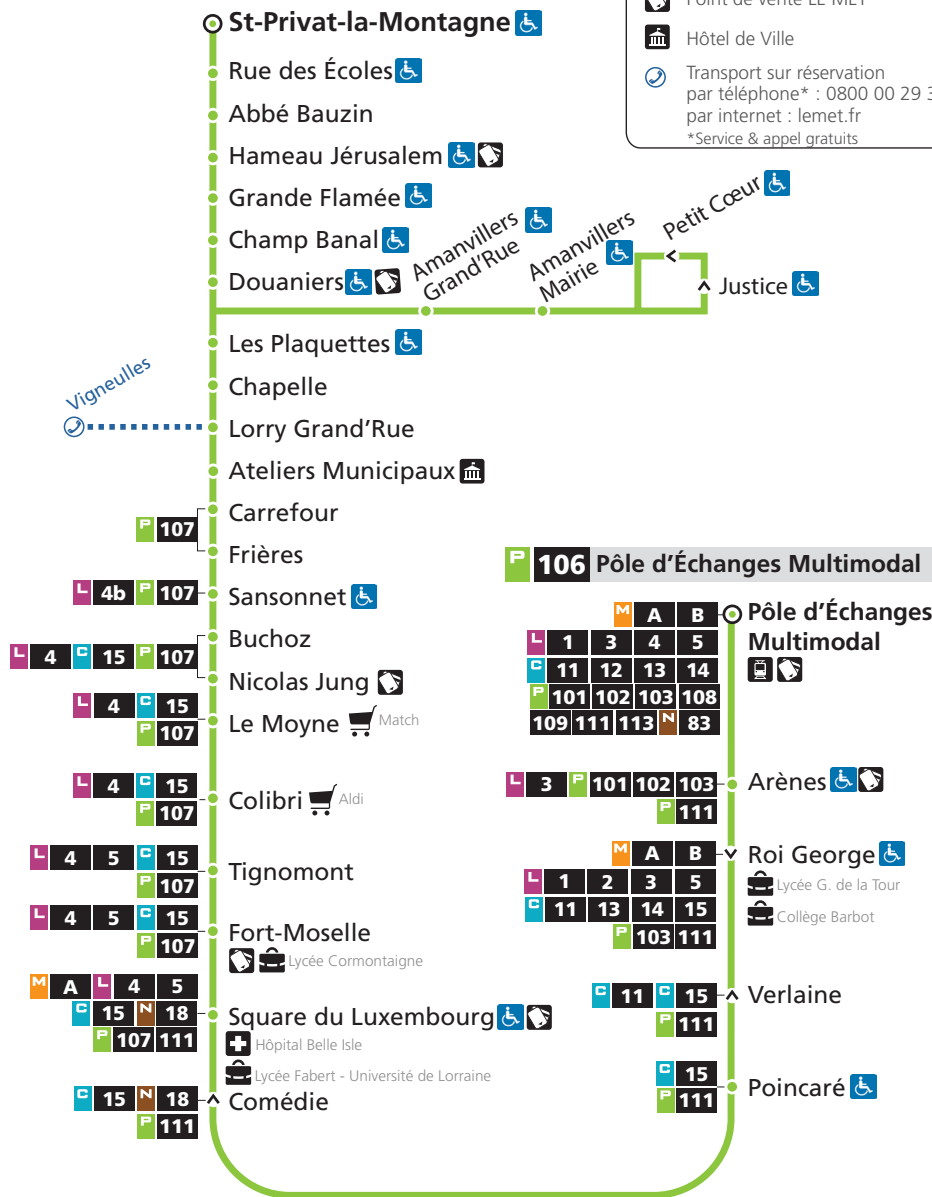 St-Privat-la-Montagne
Rue des Écoles
Abbé Bauzin
Hameau Jérusalem
Grande Flamée
Champ Banal
Douaniers
Amanvillers
Grand'Rue
Amanvillers
Mairie
Petit Cœur
Justice
Hôtel de Ville
Transport sur réservation
par téléphone* : 0800 00 29 3
par internet : lemet.fr
*Service & appel gratuits
Les Plaquettes
Chapelle
Vigneulles
Lorry Grand'Rue
Ateliers Municipaux
Carrefour
P 107
Frières
L 4b P 107
Sansonnet
Buchoz
L 4 C 15 P 107
Nicolas Jung
L 4 C 15
P 107
Le Moyne
Match
L 4 C 15
P 107
Colibri
Aldi
L 4 5 C 15
P 107
Tignomont
L 4 5 C 15
P 107
Fort-Moselle
Lycée Cormontaigne
M A L 4 5
C 15 N 18
P 107 111
Square du Luxembourg
Hôpital Belle Isle
Lycée Fabert - Université de Lorraine
C 15 N 18
P 111
Comédie
P 106 Pôle d'Échanges Multimodal
M A B
L 1 3 4 5
C 11 12 13 14
P 101 102 103 108
109 111 113 N 83
Pôle d'Échanges
Multimodal
L 3 P 101 102 103
P 111
Arènes
M A B
L 1 2 3 5
C 11 13 14 15
P 103 111
Roi George
Lycée G. de la Tour
Collège Barbot
C 11 C 15
P 111
Verlaine
C 15
P 111
Poincaré